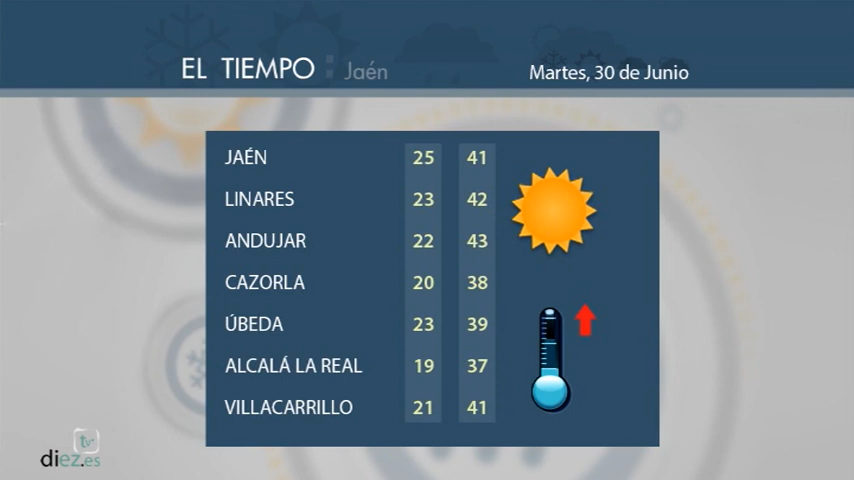 EL TIEMPO : Jaén
Martes, 30 de Junio
JAÉN 25 41
LINARES 23 42
ANDUJAR 22 43
CAZORLA 20 38
ÚBEDA 23 39
ALCALÁ LA REAL 19 37
VILLACARRILLO 21 41
tv
diez.es